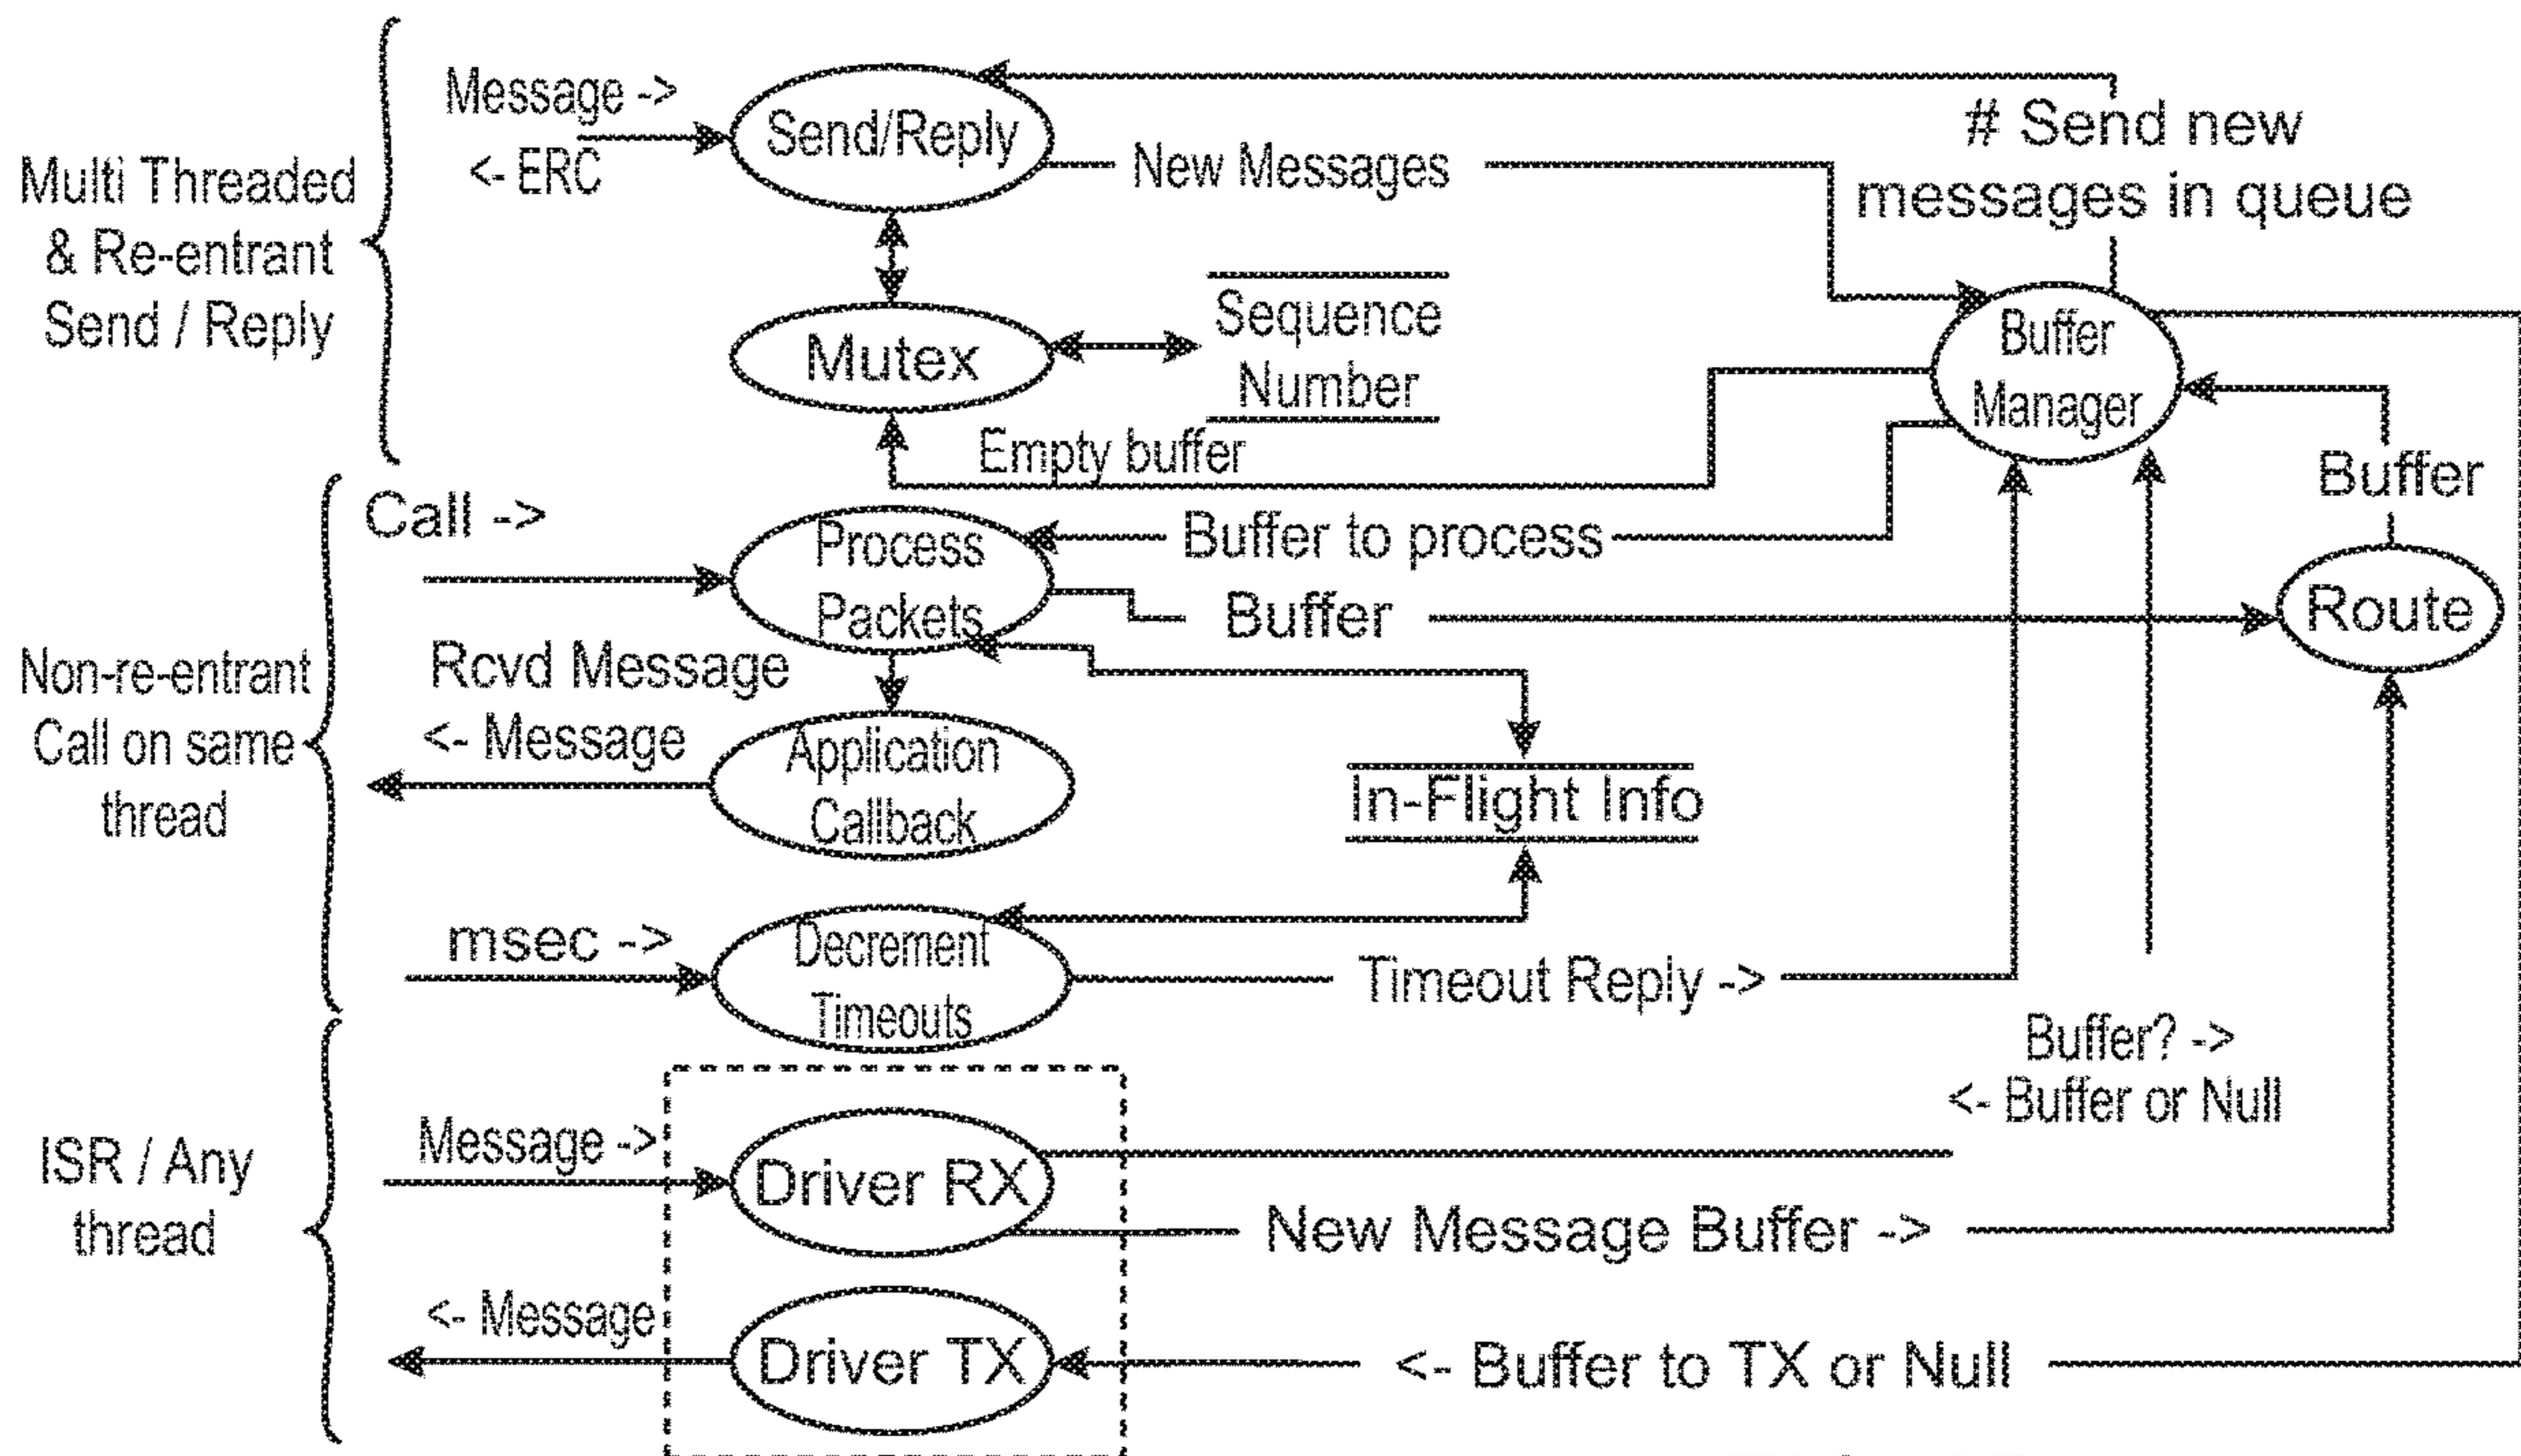 Message ->
<- ERC
Send/Reply
New Messages
# Send new
messages in queue
Multi Threaded
& Re-entrant
Send / Reply
Mutex
Sequence
Number
Buffer
Manager
Empty buffer
Buffer
Call ->
Process
Packets
Buffer to process
Buffer
Route
Non-re-entrant
Call on same
thread
Rcvd Message
<- Message
Application
Callback
In-Flight Info
msec ->
Decrement
Timeouts
Timeout Reply ->
Buffer? ->
<- Buffer or Null
ISR / Any
thread
Message ->
Driver RX
New Message Buffer ->
<- Message
Driver TX
<- Buffer to TX or Null